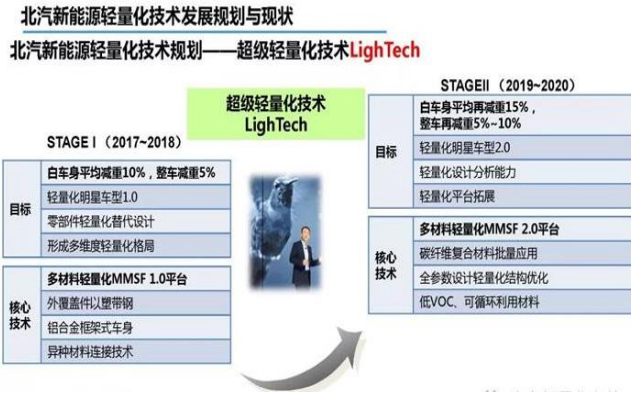 北汽新能源轻量化技术发展规划与现状
北汽新能源轻量化技术规划——超级轻量化技术LighTech
超级轻量化技术
LighTech
STAGE I（2017~2018）
目标
白车身平均减重10%，整车减重5%
轻量化明星车型1.0
零部件轻量化替代设计
形成多维度轻量化格局
核心
技术
多材料轻量化MMSF 1.0平台
外覆盖件以塑带钢
铝合金框架式车身
异种材料连接技术
STAGEII（2019~2020）
目标
白车身平均再减重15%，
整车再减重5%~10%
轻量化明星车型2.0
轻量化设计分析能力
轻量化平台拓展
核心
技术
多材料轻量化MMSF 2.0平台
碳纤维复合材料批量应用
全参数设计轻量化结构优化
低VOC、可循环利用材料